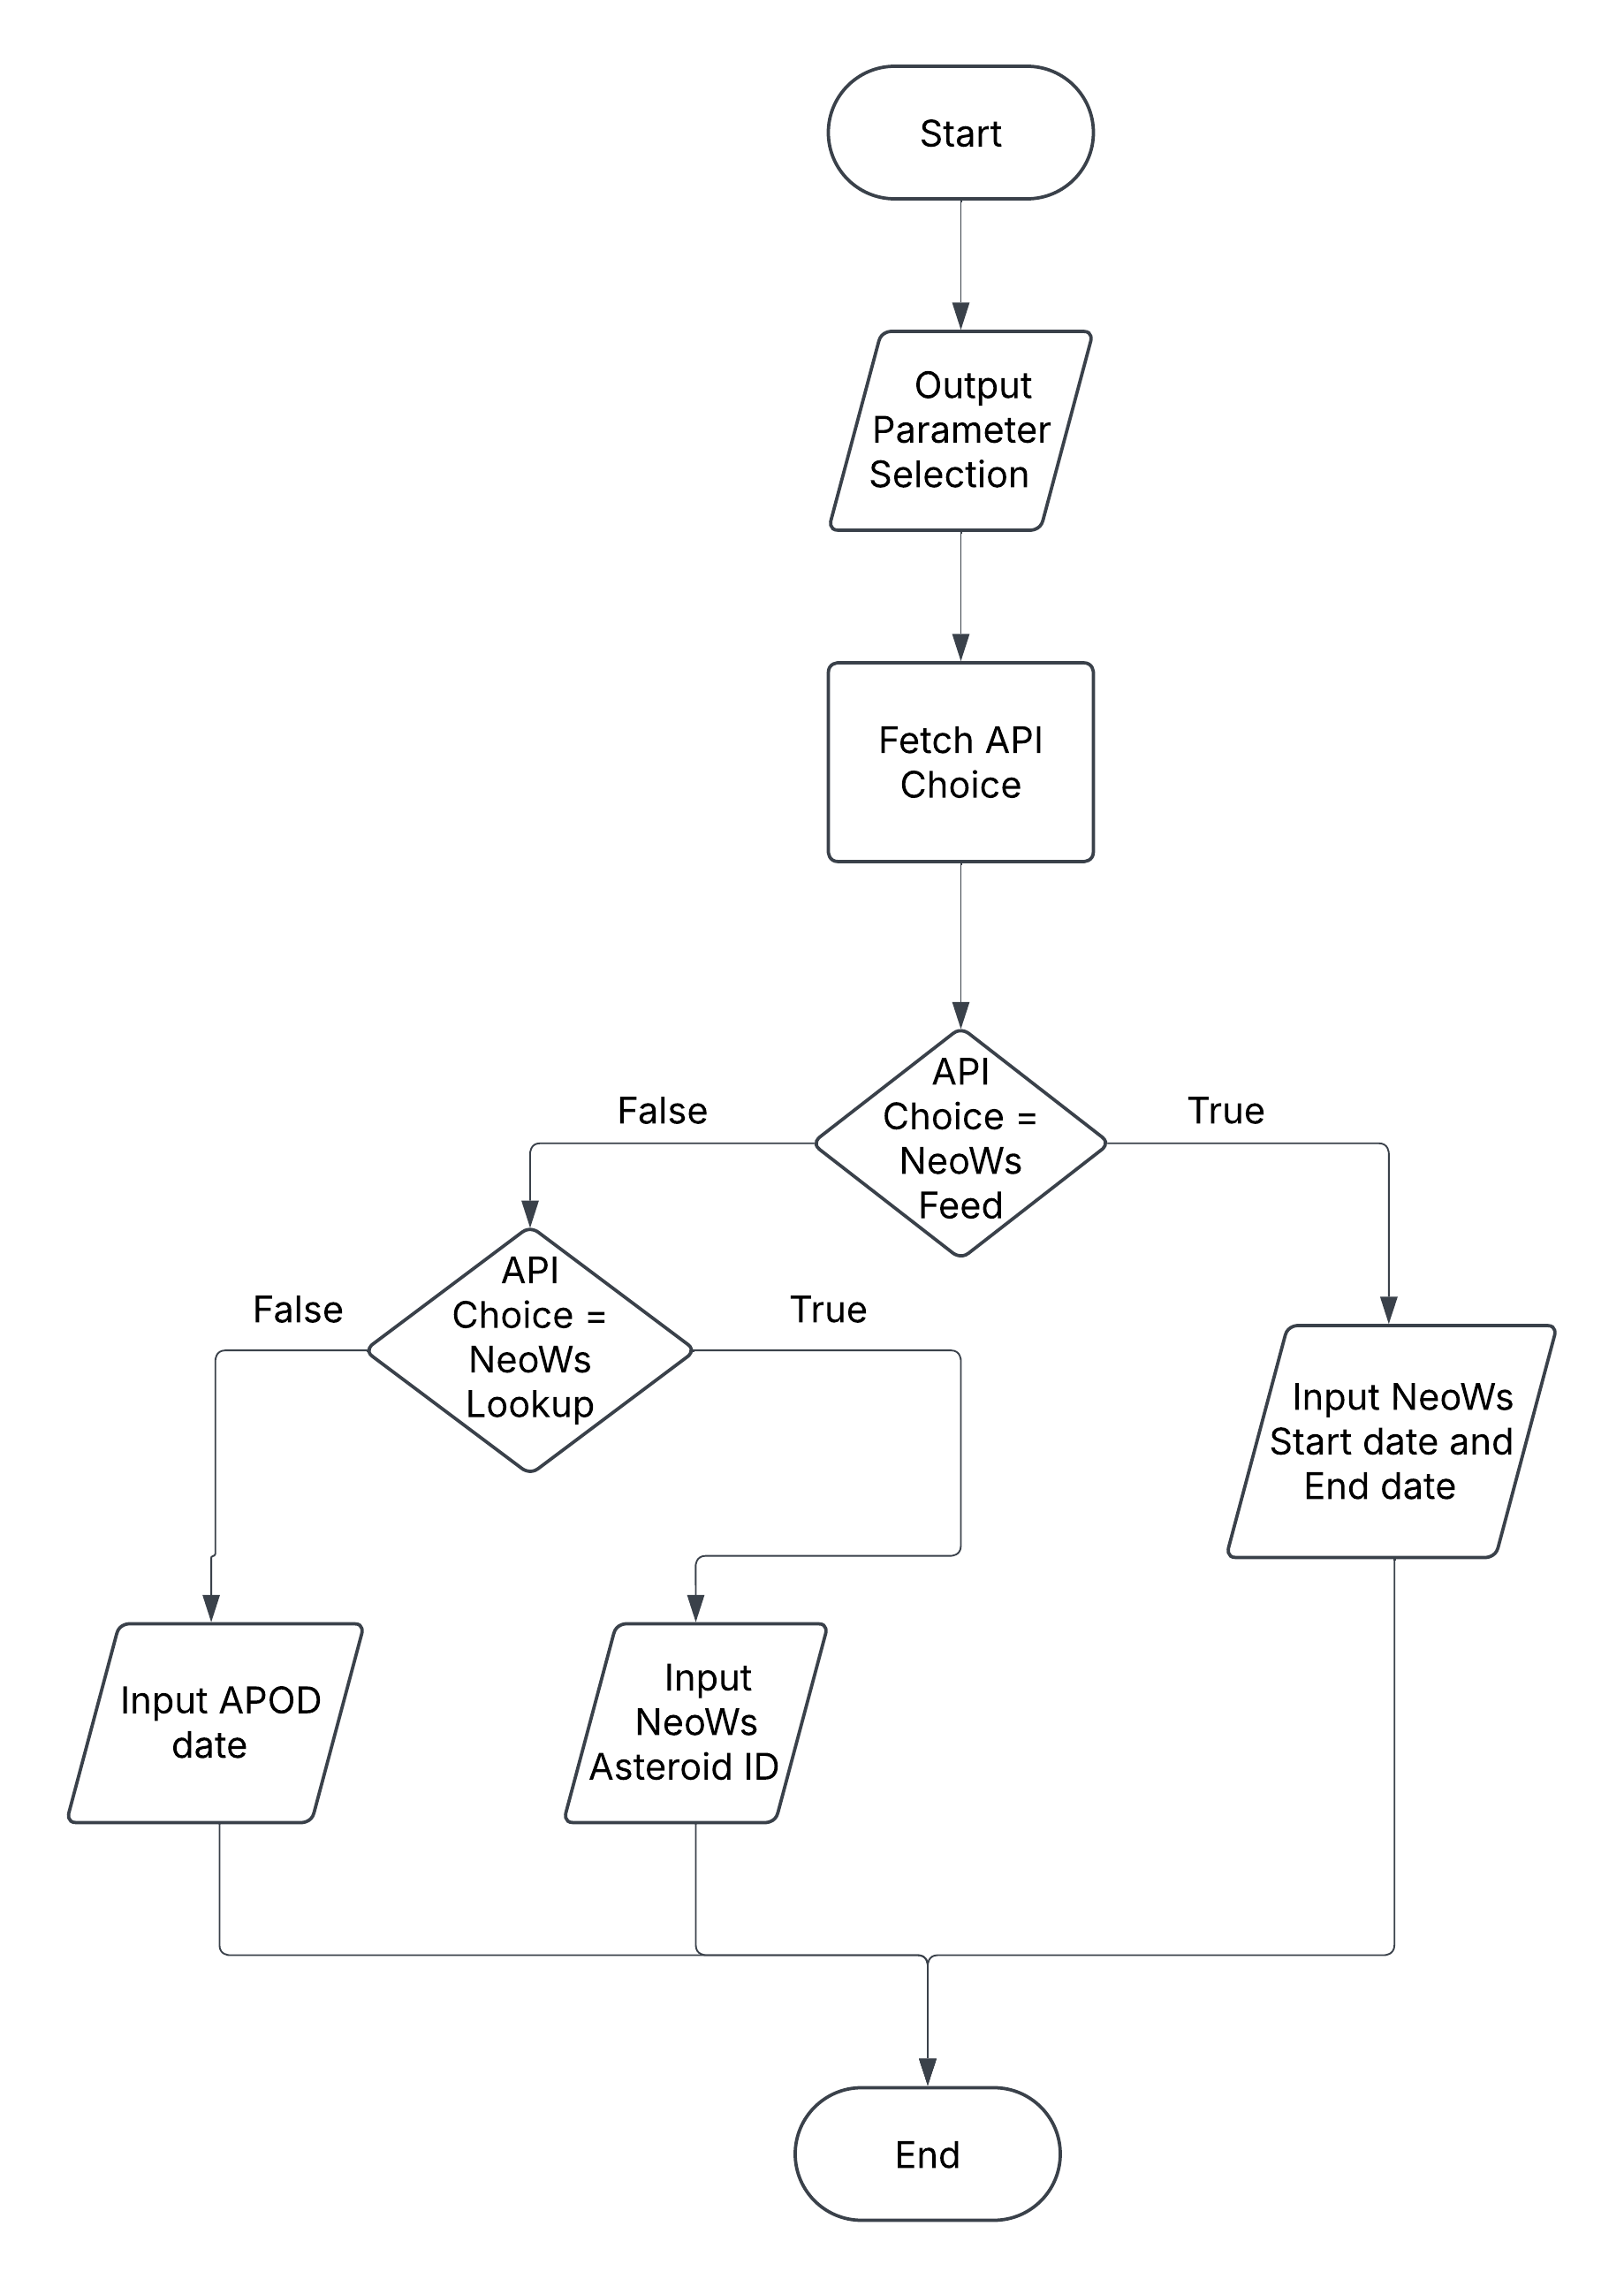 Start
Output
Parameter
Selection
Fetch API
Choice
API
Choice =
NeoWs
Feed
False
True
API
Choice =
NeoWs
Lookup
False
True
Input NeoWs
Start date and
End date
Input APOD
date
Input
NeoWs
Asteroid ID
End